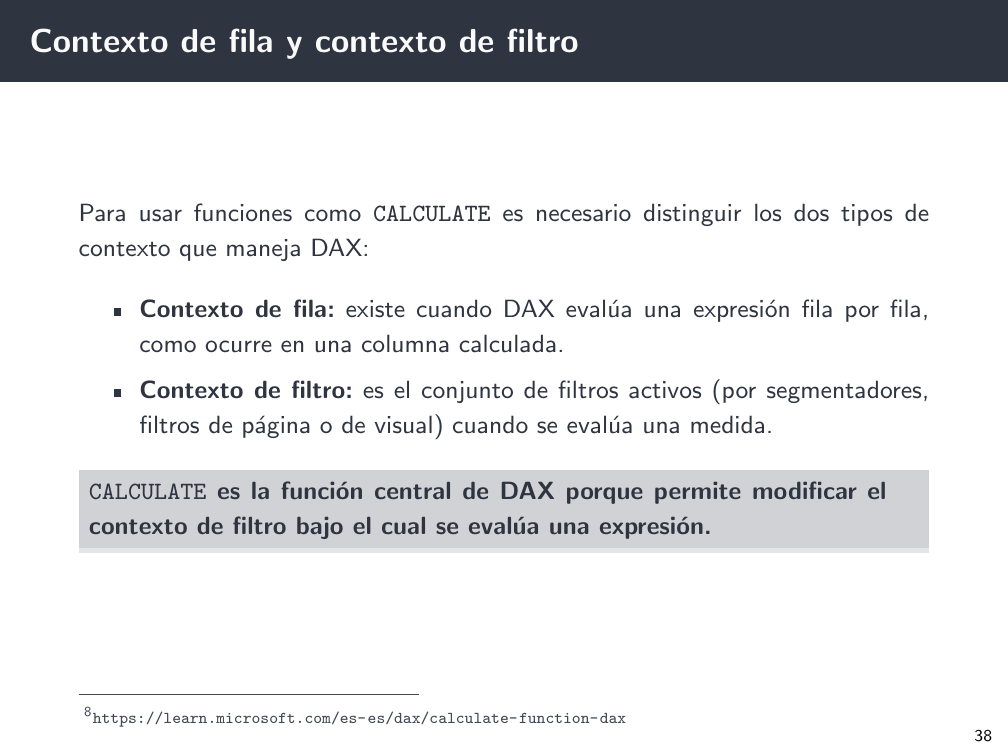 Contexto de fila y contexto de filtro
Para usar funciones como CALCULATE es necesario distinguir los dos tipos de
contexto que maneja DAX:
▪ Contexto de fila: existe cuando DAX evalúa una expresión fila por fila,
como ocurre en una columna calculada.
▪ Contexto de filtro: es el conjunto de filtros activos (por segmentadores,
filtros de página o de visual) cuando se evalúa una medida.
CALCULATE es la función central de DAX porque permite modificar el
contexto de filtro bajo el cual se evalúa una expresión.
8https://learn.microsoft.com/es-es/dax/calculate-function-dax
38